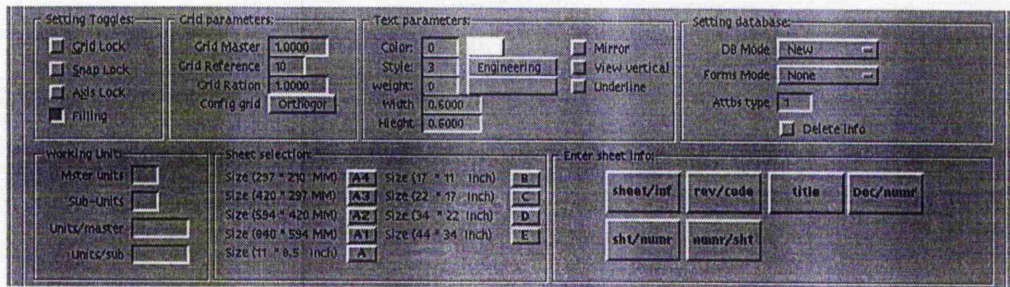 Setting Toggles:
Grid Lock
Snap Lock
Axis Lock
Filling
Grid parameters:
Grid Master 1.0000
Grid Reference 10
Grid Ration 1.0000
Config grid Orthogor
Text parameters:
Color: 0
Style: 3 Engineering
weight: 0
Width 0.6000
Hieght 0.6000
Mirror
View vertical
Underline
Setting database:
DB Mode New
Forms Mode None
Attbs type 1
Delete info
Working Unit:
Mster units
Sub-Units
Units/master
Units/sub
Sheet selection:
Size (297 * 210 MM) A4 Size (17 * 11 Inch) B
Size (420 * 297 MM) A3 Size (22 * 17 Inch) C
Size (594 * 420 MM) A2 Size (34 * 22 Inch) D
Size (840 * 594 MM) A1 Size (44 * 34 Inch) E
Size (11 * 8.5 Inch) A
Enter sheet info:
sheet/inf rev/code title Doc/numr
sht/numr numr/sht